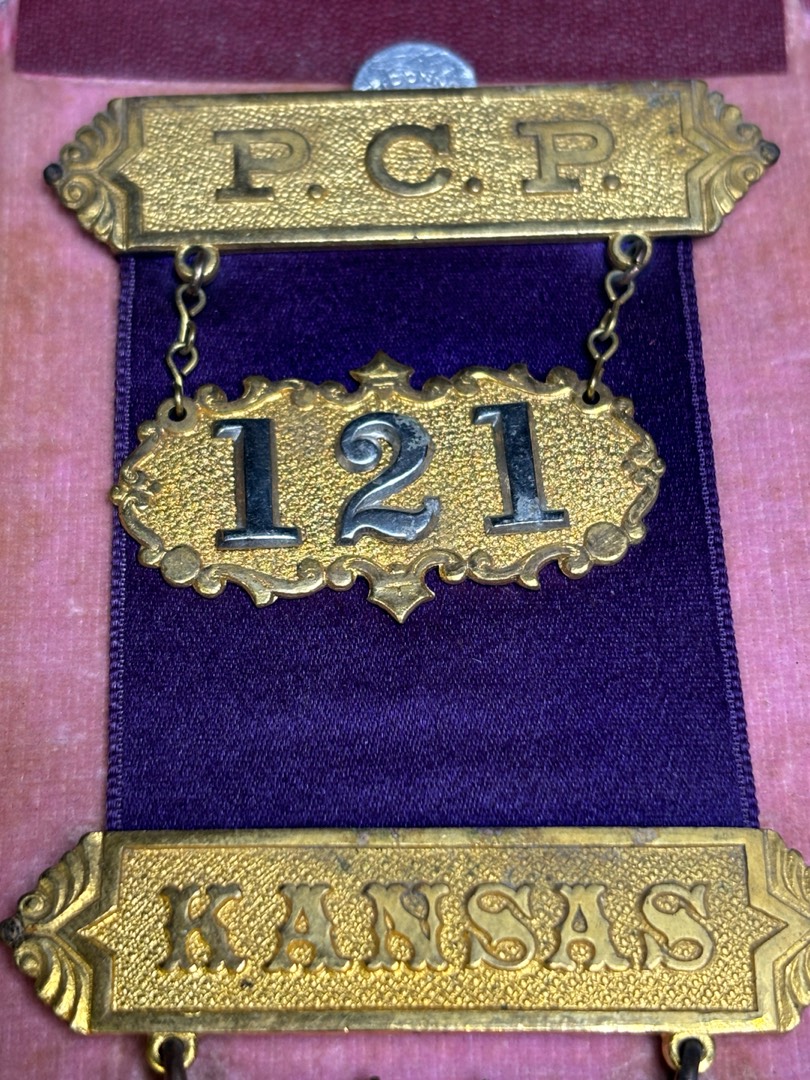 P. C. P.
121
KANSAS